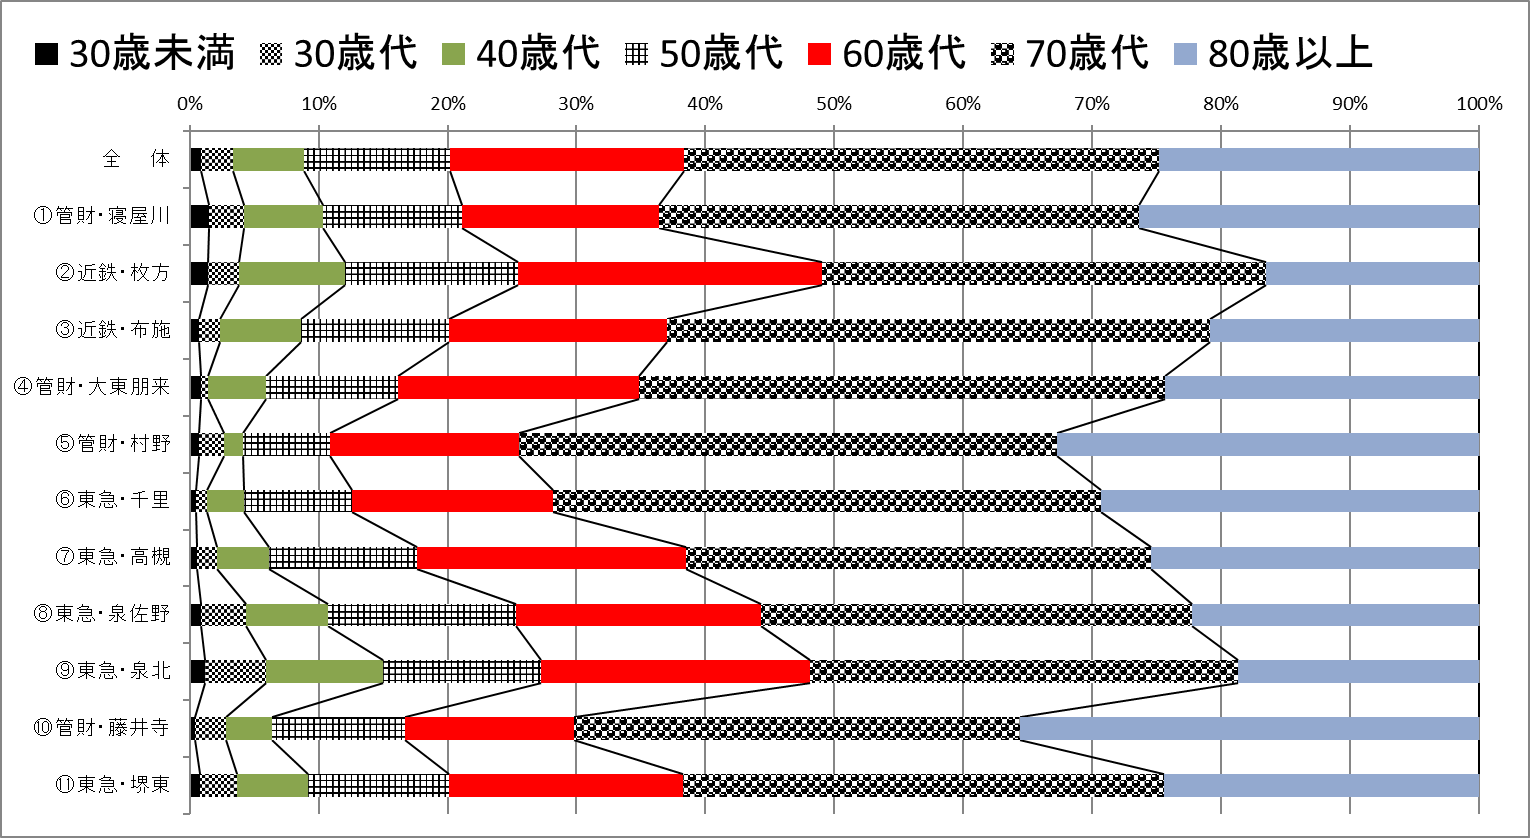 30歳未満 30歳代 40歳代 50歳代 60歳代 70歳代 80歳以上
0% 10% 20% 30% 40% 50% 60% 70% 80% 90% 100%
全 体
①管財・寝屋川
②近鉄・枚方
③近鉄・布施
④管財・大東朋来
⑤管財・村野
⑥東急・千里
⑦東急・高槻
⑧東急・泉佐野
⑨東急・泉北
⑩管財・藤井寺
⑪東急・堺東